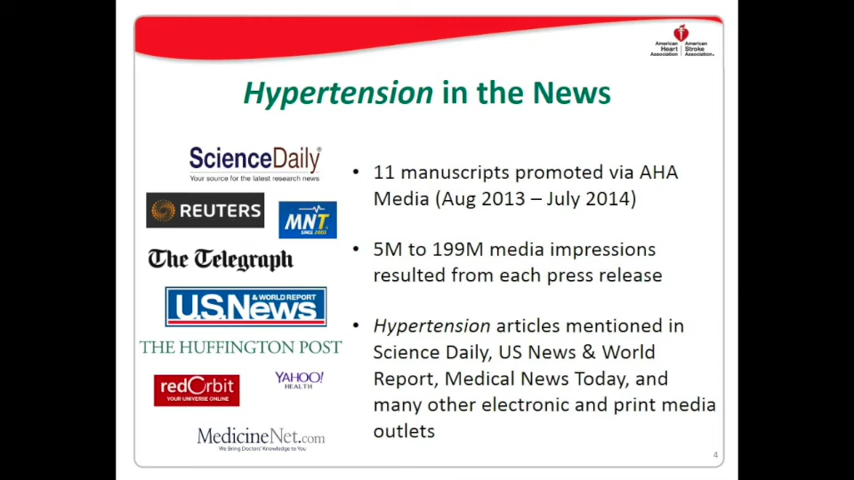 American Heart Association
American Stroke Association
Hypertension in the News
ScienceDaily
Your source for the latest research news
REUTERS
MNT
SINCE 2003
The Telegraph
U.S.News
& WORLD REPORT
THE HUFFINGTON POST
redOrbit
YOUR UNIVERSE ONLINE
YAHOO!
HEALTH
MedicineNet.com
We Bring Doctors' Knowledge to You
• 11 manuscripts promoted via AHA
Media (Aug 2013 – July 2014)
• 5M to 199M media impressions
resulted from each press release
• Hypertension articles mentioned in
Science Daily, US News & World
Report, Medical News Today, and
many other electronic and print media
outlets
4